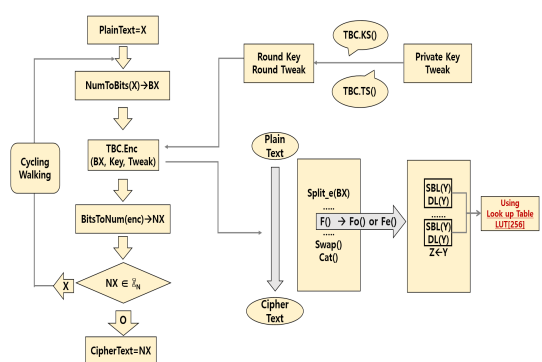 PlainText=X
NumToBits(X)→BX
TBC.Enc
(BX, Key, Tweak)
BitsToNum(enc)→NX
NX ∈ ℤ_N
X
O
CipherText=NX
Cycling
Walking
Round Key
Round Tweak
TBC.KS()
TBC.TS()
Private Key
Tweak
Plain
Text
Cipher
Text
Split_e(BX)
.....
F() → Fo() or Fe()
.....
Swap()
Cat()
SBL(Y)
DL(Y)
......
SBL(Y)
DL(Y)
Z←Y
Using
Look up Table
LUT[256]